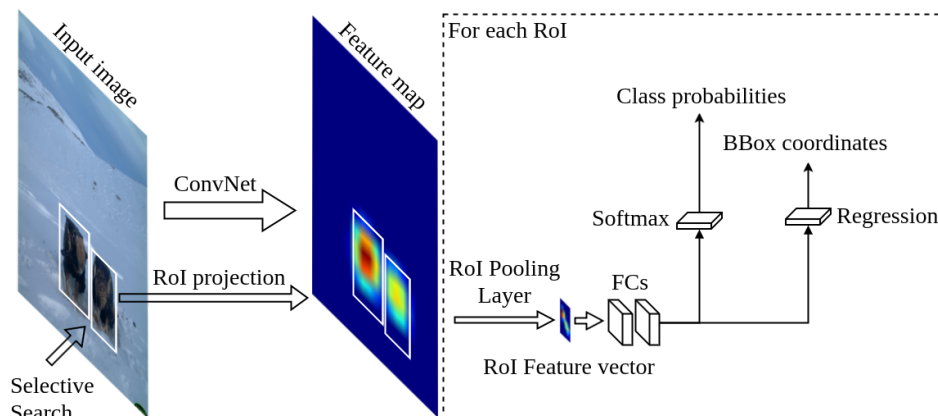 Input image
Feature map
For each RoI
Class probabilities
BBox coordinates
ConvNet
Softmax
Regression
RoI projection
RoI Pooling
Layer
FCs
RoI Feature vector
Selective
Search